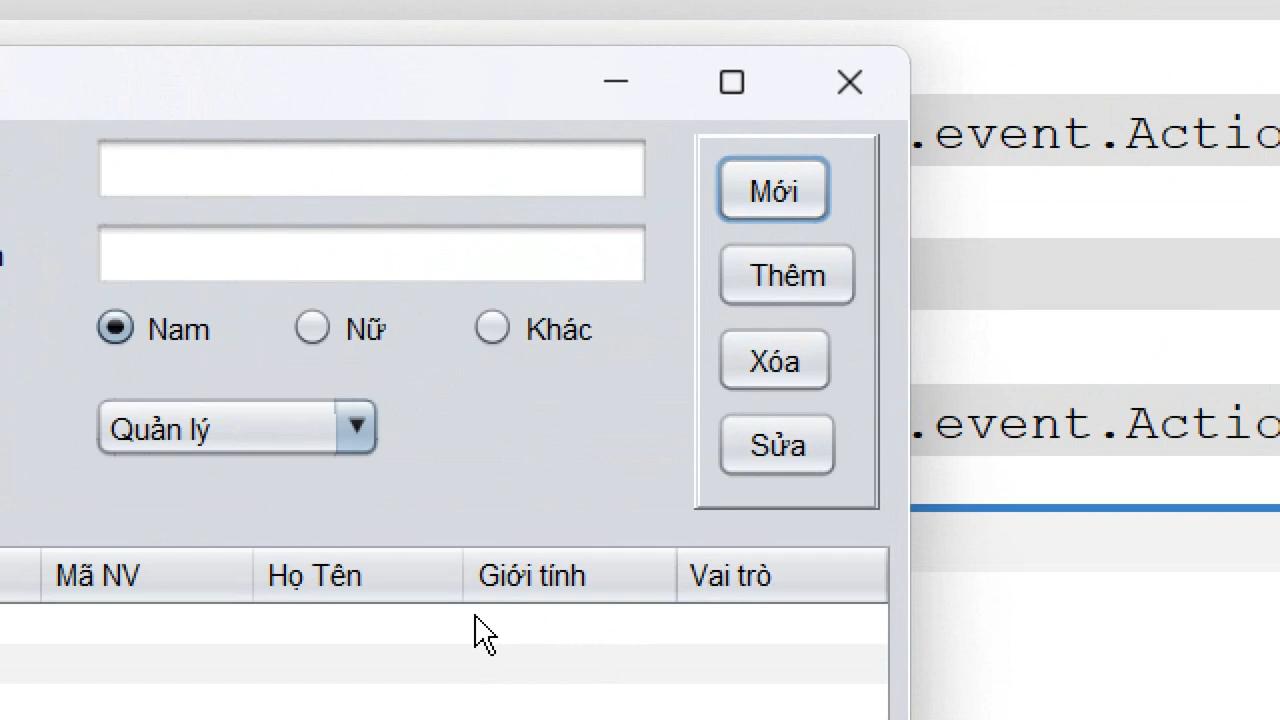 .event.Actio
Mới
Thêm
Nam Nữ Khác
Xóa
Quản lý
Sửa
.event.Actio
Mã NV Họ Tên Giới tính Vai trò